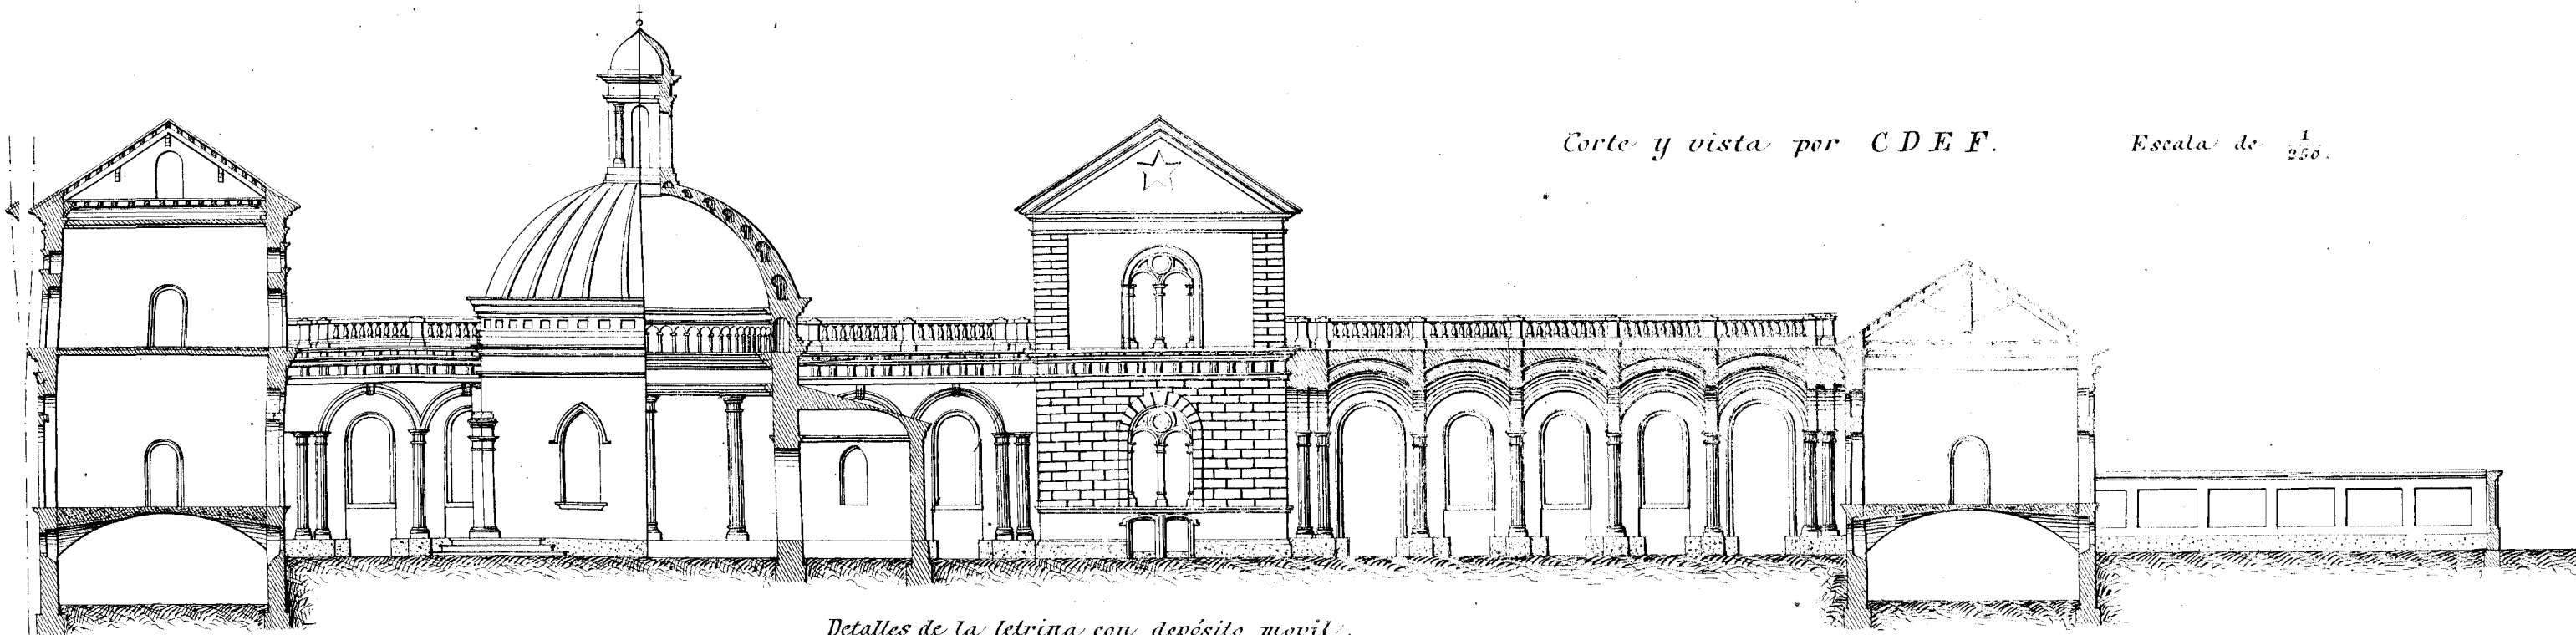 Corte y vista por C D E F. Escala de 1/250.
Detalles de la letrina con depósito movil.